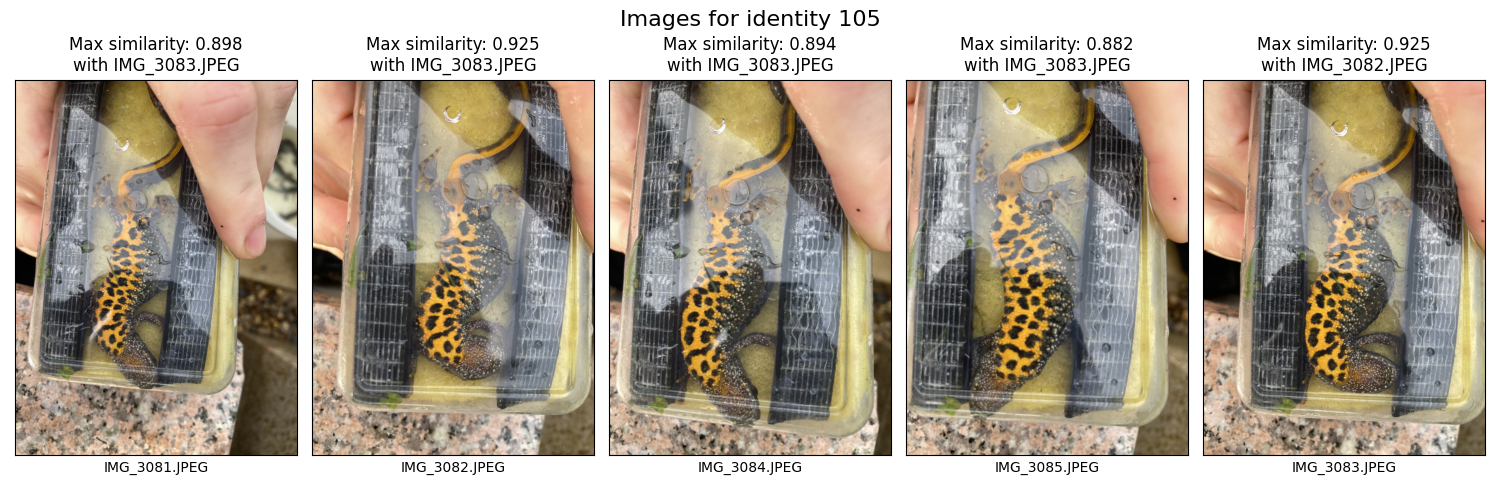 Images for identity 105
Max similarity: 0.898
with IMG_3083.JPEG
Max similarity: 0.925
with IMG_3083.JPEG
Max similarity: 0.894
with IMG_3083.JPEG
Max similarity: 0.882
with IMG_3083.JPEG
Max similarity: 0.925
with IMG_3082.JPEG
IMG_3081.JPEG
IMG_3082.JPEG
IMG_3084.JPEG
IMG_3085.JPEG
IMG_3083.JPEG